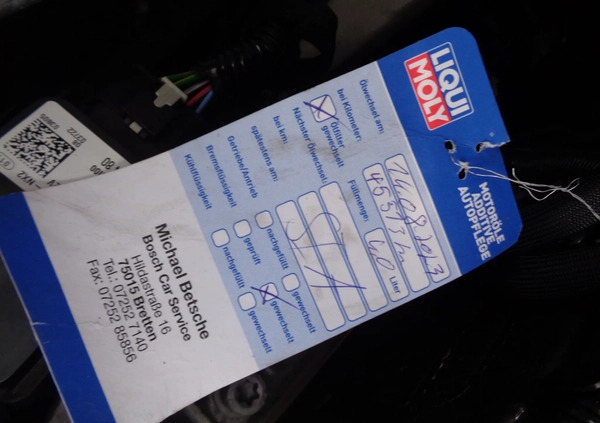 LIQUI
MOLY
MOTORÖLE
ADDITIVE
AUTOPFLEGE
Ölwechsel am:
bei Kilometer:
Ölfilter
gewechselt
Füllmenge:
Liter
Nächster Ölwechsel
bei km:
spätestens am:
Getriebe/Antrieb
nachgefüllt
gewechselt
Bremsflüssigkeit
geprüft
gewechselt
Kühlflüssigkeit
nachgefüllt
gewechselt
Michael Betsche
Bosch Car Service
Hildastraße 16
75015 Bretten
Tel.: 07252 7140
Fax: 07252 85856